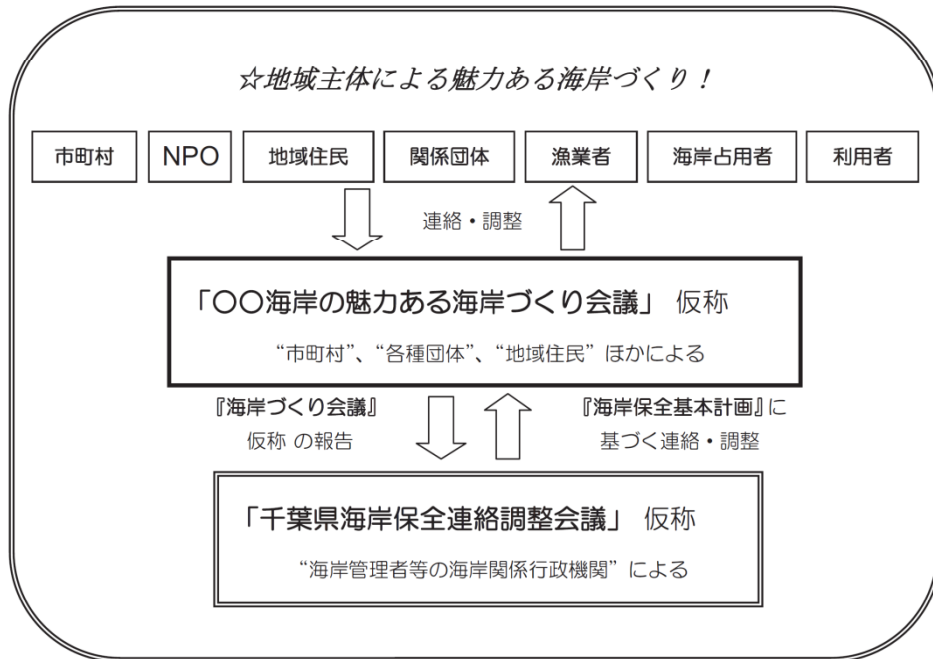 ☆地域主体による魅力ある海岸づくり！
市町村 NPO 地域住民 関係団体 漁業者 海岸占用者 利用者
連絡・調整
「〇〇海岸の魅力ある海岸づくり会議」 仮称
“市町村”、“各種団体”、“地域住民” ほかによる
『海岸づくり会議』
仮称 の報告
『海岸保全基本計画』に
基づく連絡・調整
「千葉県海岸保全連絡調整会議」 仮称
“海岸管理者等の海岸関係行政機関” による